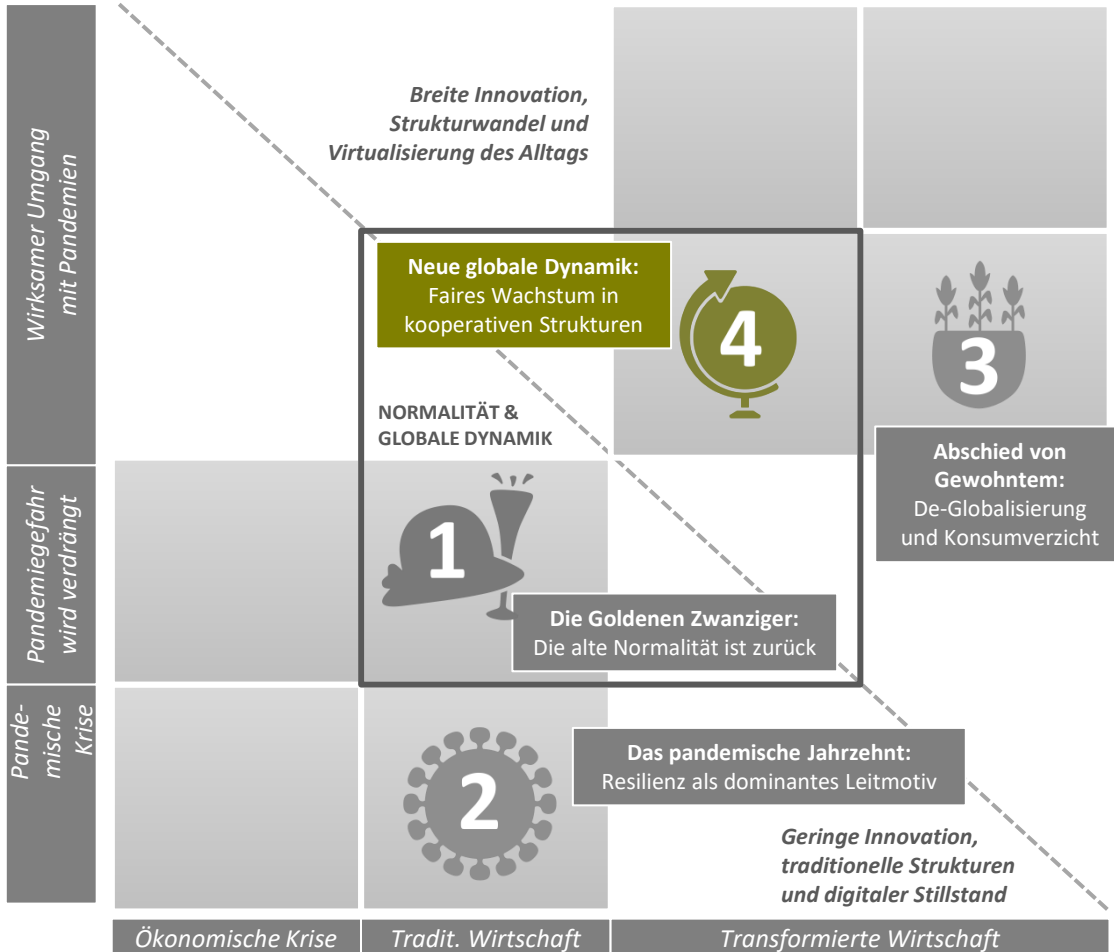 Wirksamer Umgang
mit Pandemien
Breite Innovation,
Strukturwandel und
Virtualisierung des Alltags
Neue globale Dynamik:
Faires Wachstum in
kooperativen Strukturen
4
3
NORMALITÄT &
GLOBALE DYNAMIK
Abschied von
Gewohntem:
De-Globalisierung
und Konsumverzicht
Pandemiegefahr
wird verdrängt
1
Die Goldenen Zwanziger:
Die alte Normalität ist zurück
Pande-
mische
Krise
2
Das pandemische Jahrzehnt:
Resilienz als dominantes Leitmotiv
Geringe Innovation,
traditionelle Strukturen
und digitaler Stillstand
Ökonomische Krise
Tradit. Wirtschaft
Transformierte Wirtschaft